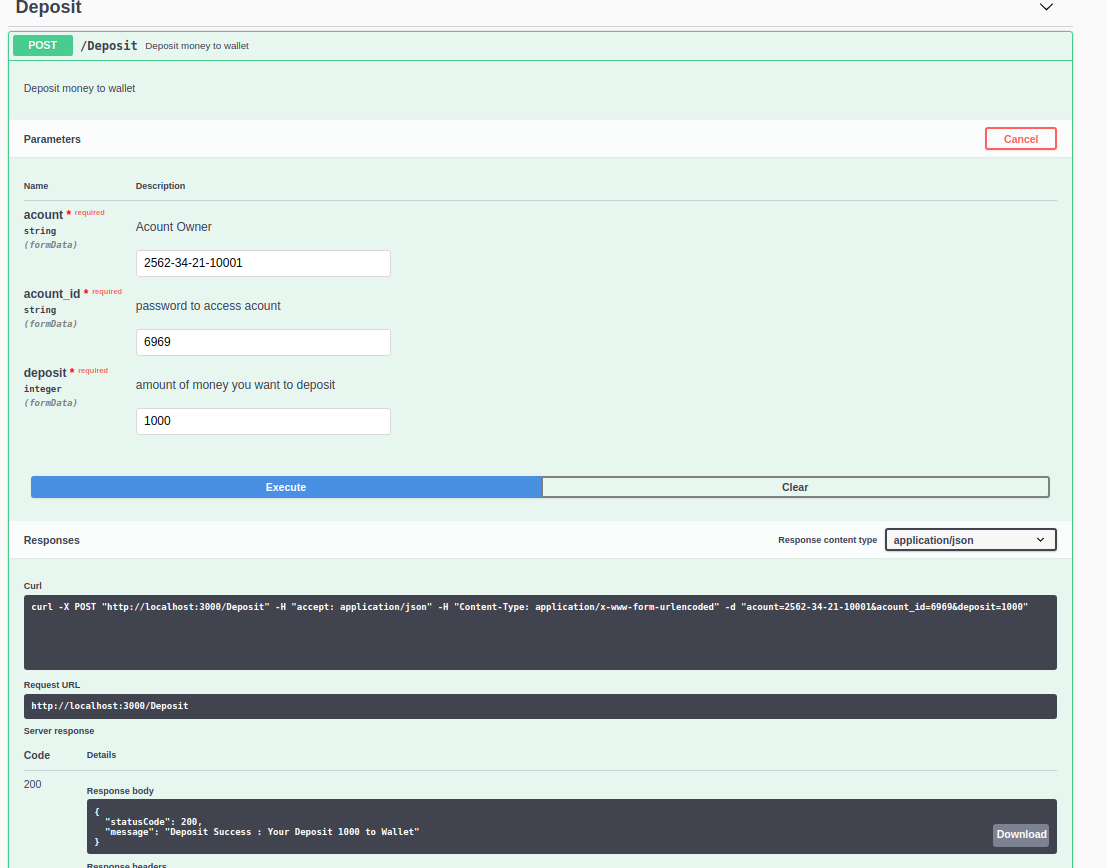 Deposit
POST /Deposit Deposit money to wallet
Deposit money to wallet
Parameters Cancel
Name Description
acount * required
string
(formData)
Acount Owner
2562-34-21-10001
acount_id * required
string
(formData)
password to access acount
6969
deposit * required
integer
(formData)
amount of money you want to deposit
1000
Execute Clear
Responses Response content type application/json
Curl
curl -X POST "http://localhost:3000/Deposit" -H "accept: application/json" -H "Content-Type: application/x-www-form-urlencoded" -d "acount=2562-34-21-10001&acount_id=6969&deposit=1000"
Request URL
http://localhost:3000/Deposit
Server response
Code Details
200
Response body
{
"statusCode": 200,
"message": "Deposit Success : Your Deposit 1000 to Wallet"
}
Download
Response headers